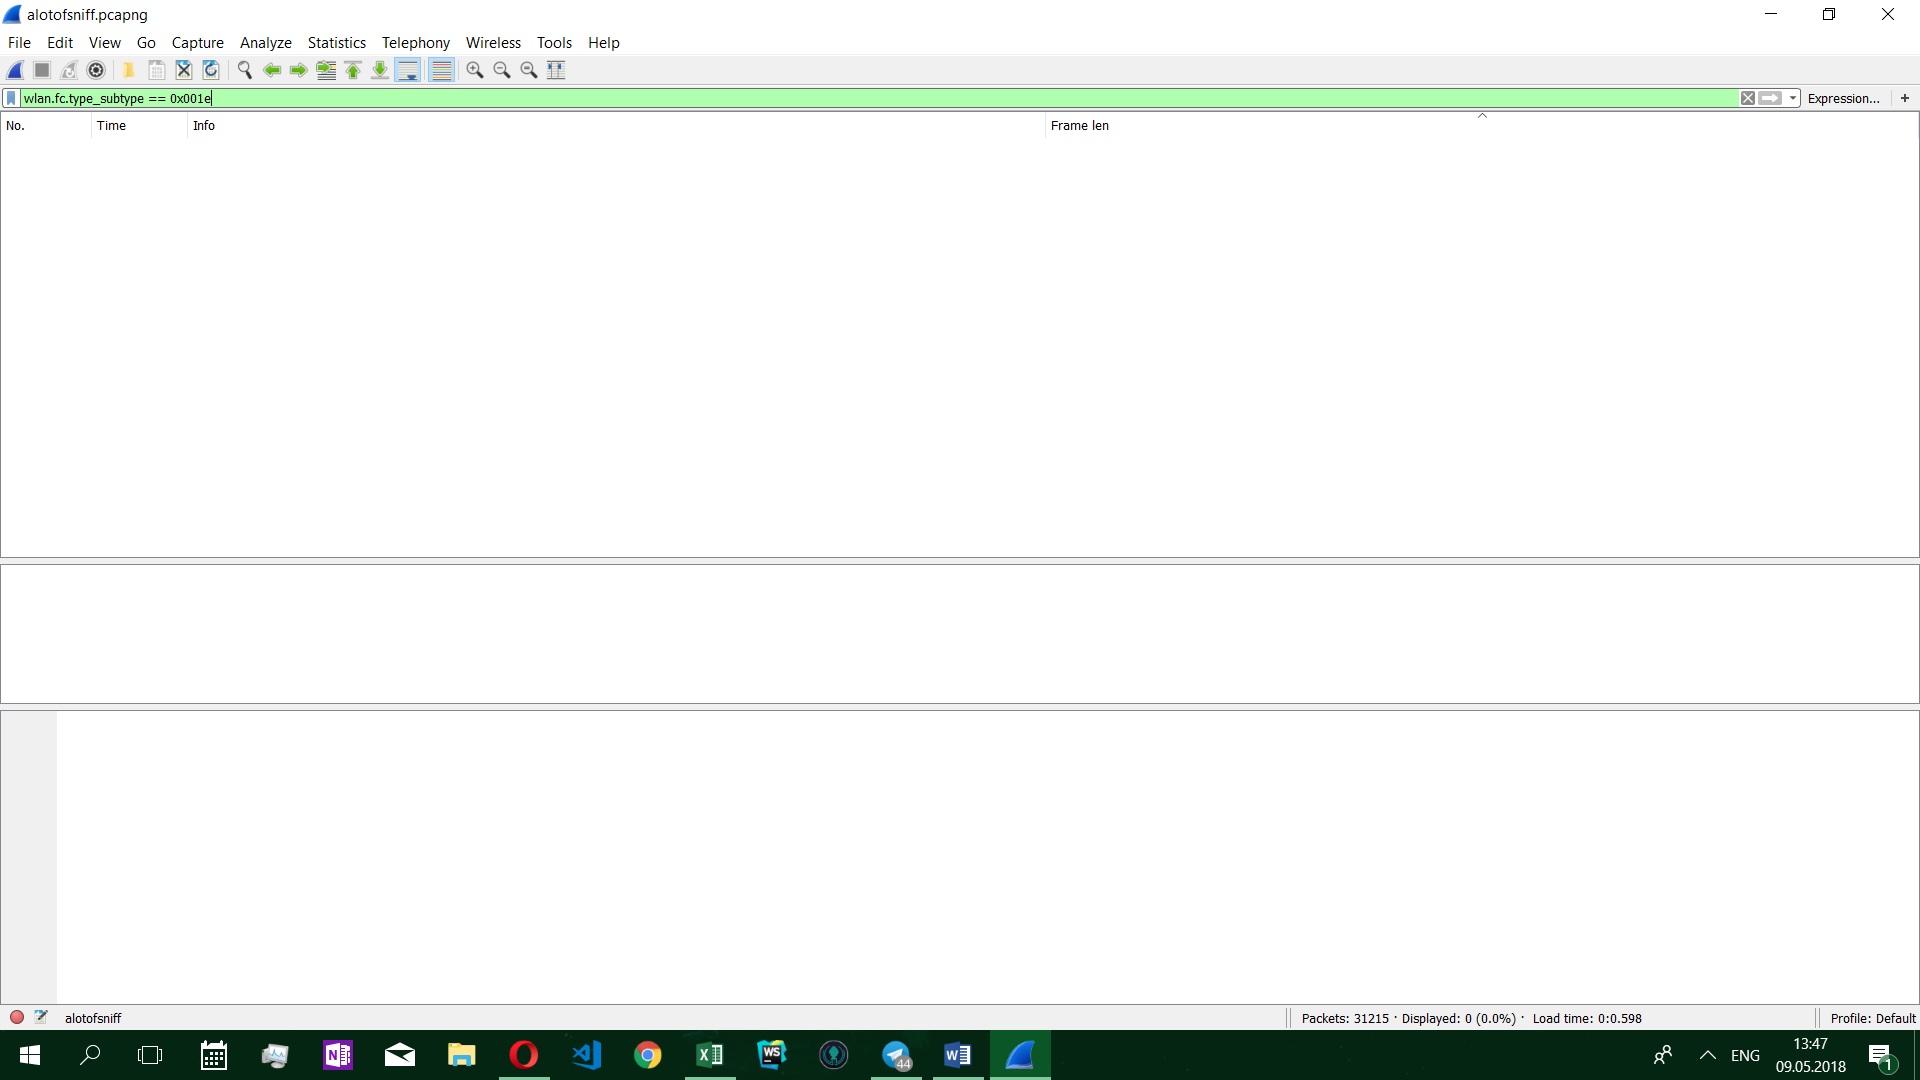 alotofsniff.pcapng
File Edit View Go Capture Analyze Statistics Telephony Wireless Tools Help
wlan.fc.type_subtype == 0x001e
Expression... +
No. Time Info Frame len
alotofsniff
Packets: 31215 · Displayed: 0 (0.0%) · Load time: 0:0.598
Profile: Default
N
X
WS
44
W
ENG
13:47
09.05.2018
1